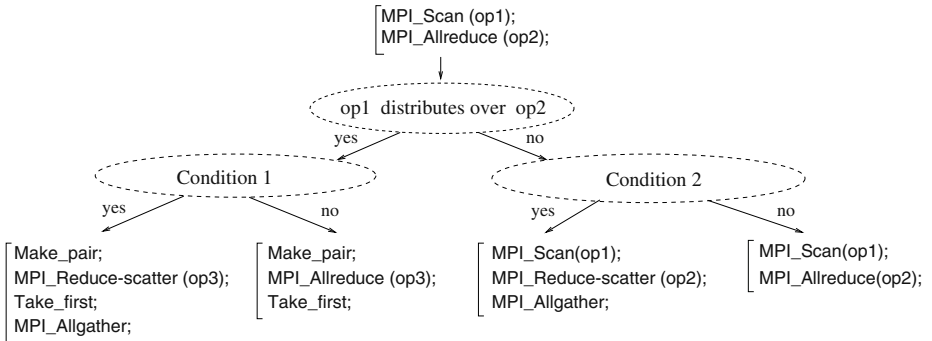 MPI_Scan (op1);
MPI_Allreduce (op2);
op1 distributes over op2
yes
no
Condition 1
Condition 2
yes
no
yes
no
Make_pair;
MPI_Reduce-scatter (op3);
Take_first;
MPI_Allgather;
Make_pair;
MPI_Allreduce (op3);
Take_first;
MPI_Scan(op1);
MPI_Reduce-scatter (op2);
MPI_Allgather;
MPI_Scan(op1);
MPI_Allreduce(op2);